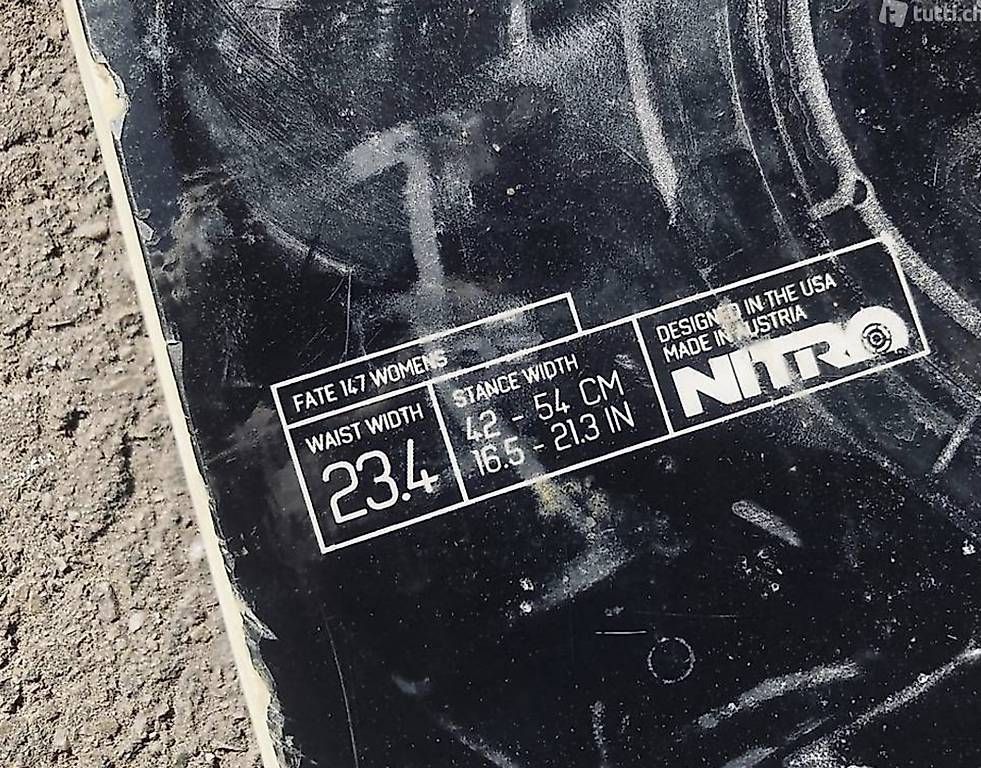 tutti.ch
FATE 147 WOMENS
WAIST WIDTH
23.4
STANCE WIDTH
42 - 54 CM
16.5 - 21.3 IN
DESIGNED IN THE USA
MADE IN AUSTRIA
NITRO